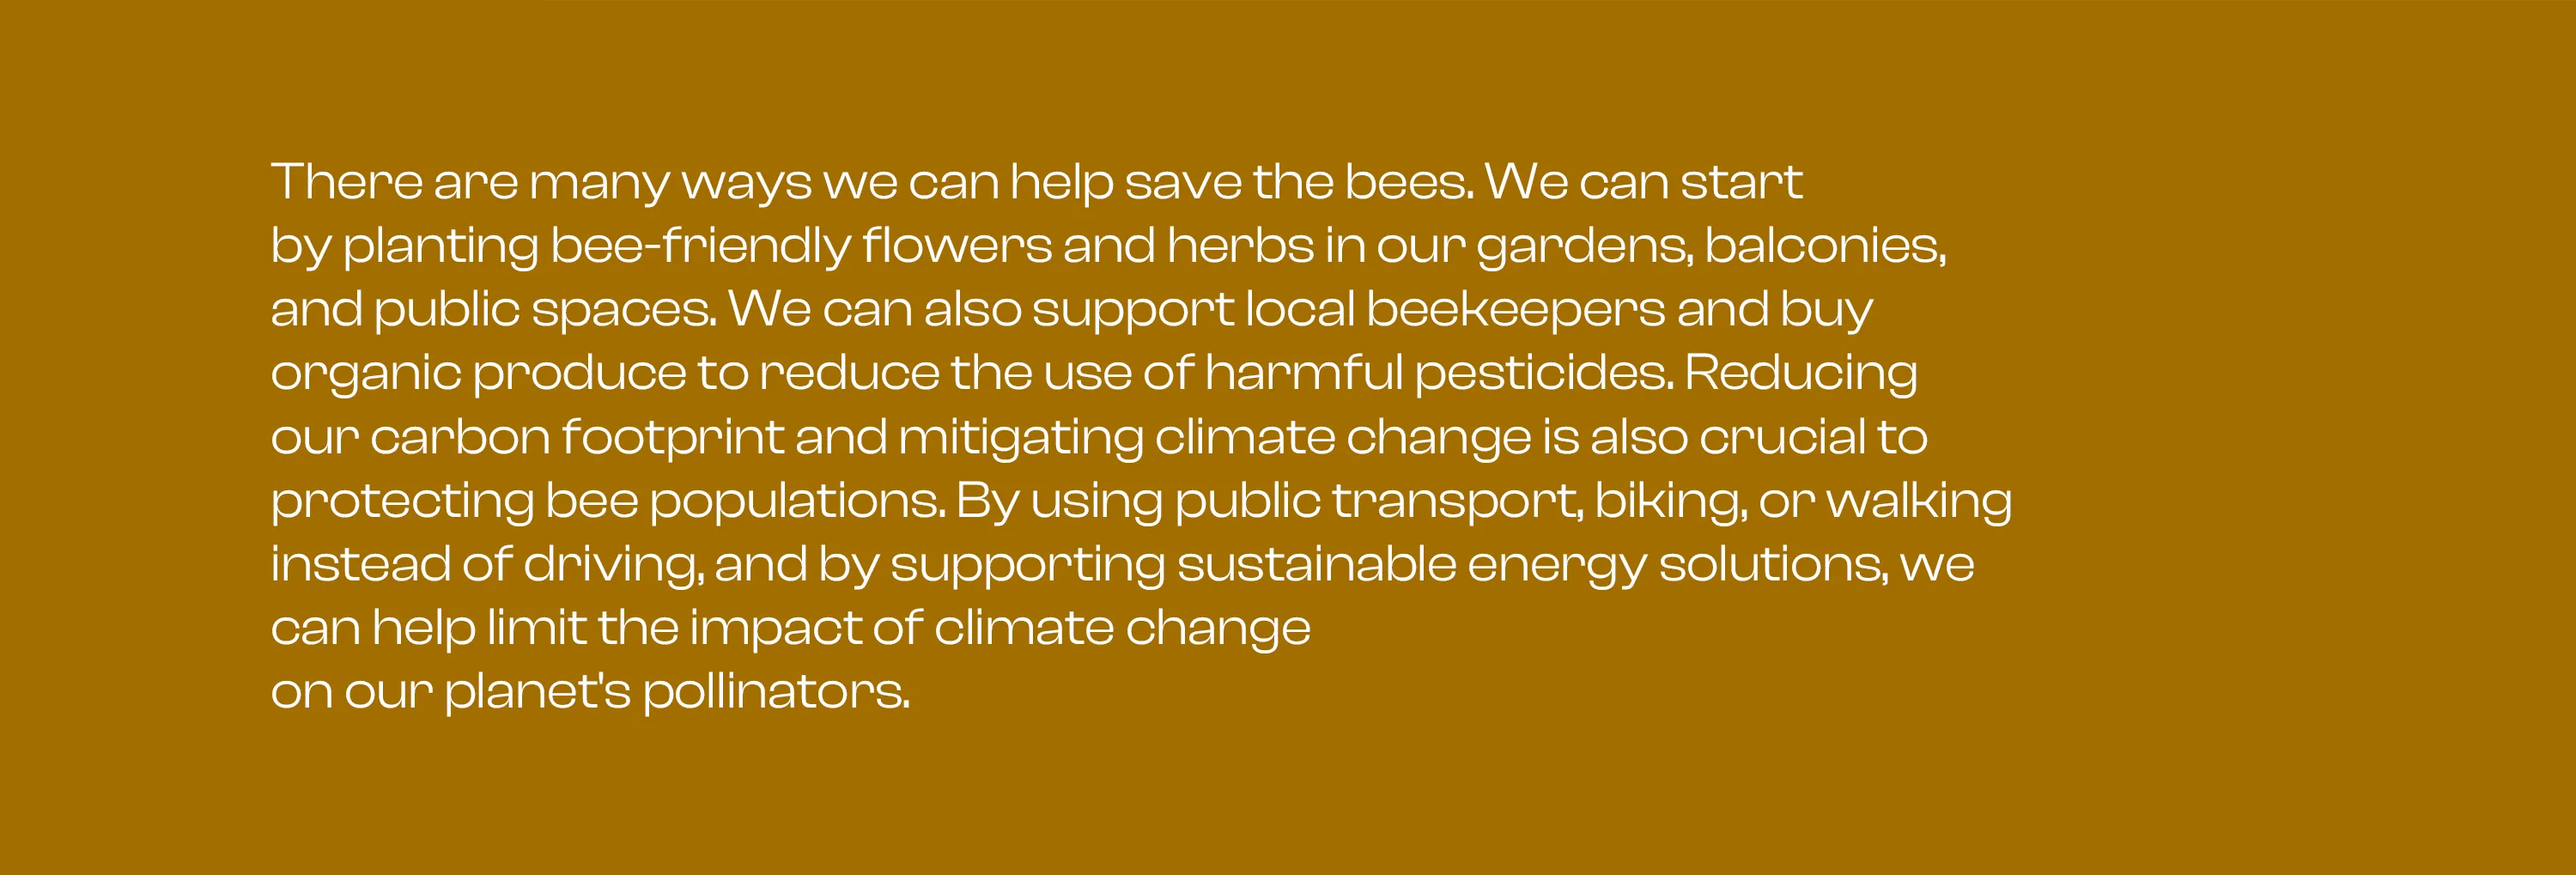 There are many ways we can help save the bees. We can start
by planting bee-friendly flowers and herbs in our gardens, balconies,
and public spaces. We can also support local beekeepers and buy
organic produce to reduce the use of harmful pesticides. Reducing
our carbon footprint and mitigating climate change is also crucial to
protecting bee populations. By using public transport, biking, or walking
instead of driving, and by supporting sustainable energy solutions, we
can help limit the impact of climate change
on our planet's pollinators.